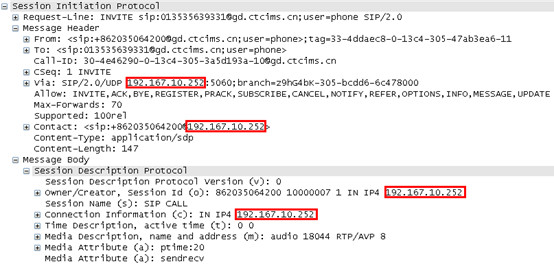 Session Initiation Protocol
Request-Line: INVITE sip:013535639331@gd.ctcims.cn;user=phone SIP/2.0
Message Header
From: <sip:+862035064200@gd.ctcims.cn>;tag=33-4ddaec8-0-13c4-305-47ab3ea6-11
To: <sip:013535639331@gd.ctcims.cn;user=phone>
Call-ID: 30-4e46290-0-13c4-305-3a5d193a-10@gd.ctcims.cn
CSeq: 1 INVITE
Via: SIP/2.0/UDP 192.167.10.252:5060;branch=z9hG4bK-305-bcdd6-6c478000
Allow: INVITE,ACK,BYE,REGISTER,PRACK,SUBSCRIBE,CANCEL,NOTIFY,REFER,OPTIONS,INFO,MESSAGE,UPDATE
Max-Forwards: 70
Supported: 100rel
Contact: <sip:+862035064200@192.167.10.252>
Content-Type: application/sdp
Content-Length: 147
Message Body
Session Description Protocol
Session Description Protocol Version (v): 0
Owner/Creator, Session Id (o): 862035064200 10000007 1 IN IP4 192.167.10.252
Session Name (s): SIP CALL
Connection Information (c): IN IP4 192.167.10.252
Time Description, active time (t): 0 0
Media Description, name and address (m): audio 18044 RTP/AVP 8
Media Attribute (a): ptime:20
Media Attribute (a): sendrecv